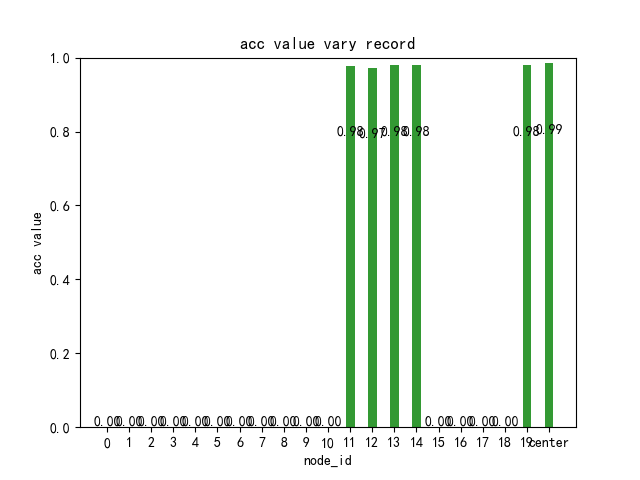 acc value vary record
1.0
0.8
0.6
0.4
0.2
0.0
acc value
0.98 0.97 0.98 0.98 0.98 0.99
0.00 0.00 0.00 0.00 0.00 0.00 0.00 0.00 0.00 0.00 0.00 0.00 0.00 0.00 0.00
0 1 2 3 4 5 6 7 8 9 10 11 12 13 14 15 16 17 18 19 center
node_id